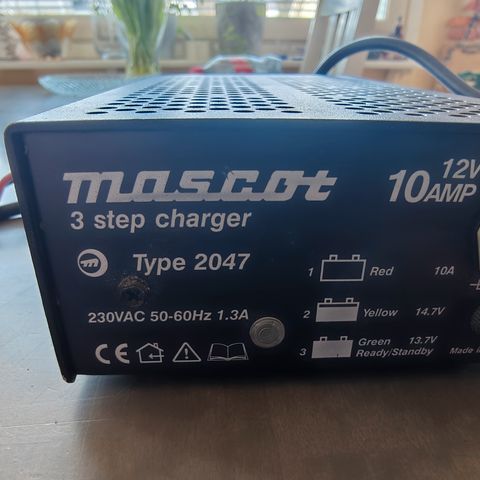 mascot
3 step charger
12V
10AMP
Type 2047
230VAC 50-60Hz 1.3A
CE
1 Red 10A
2 Yellow 14.7V
3 Green 13.7V
Ready/Standby
Made